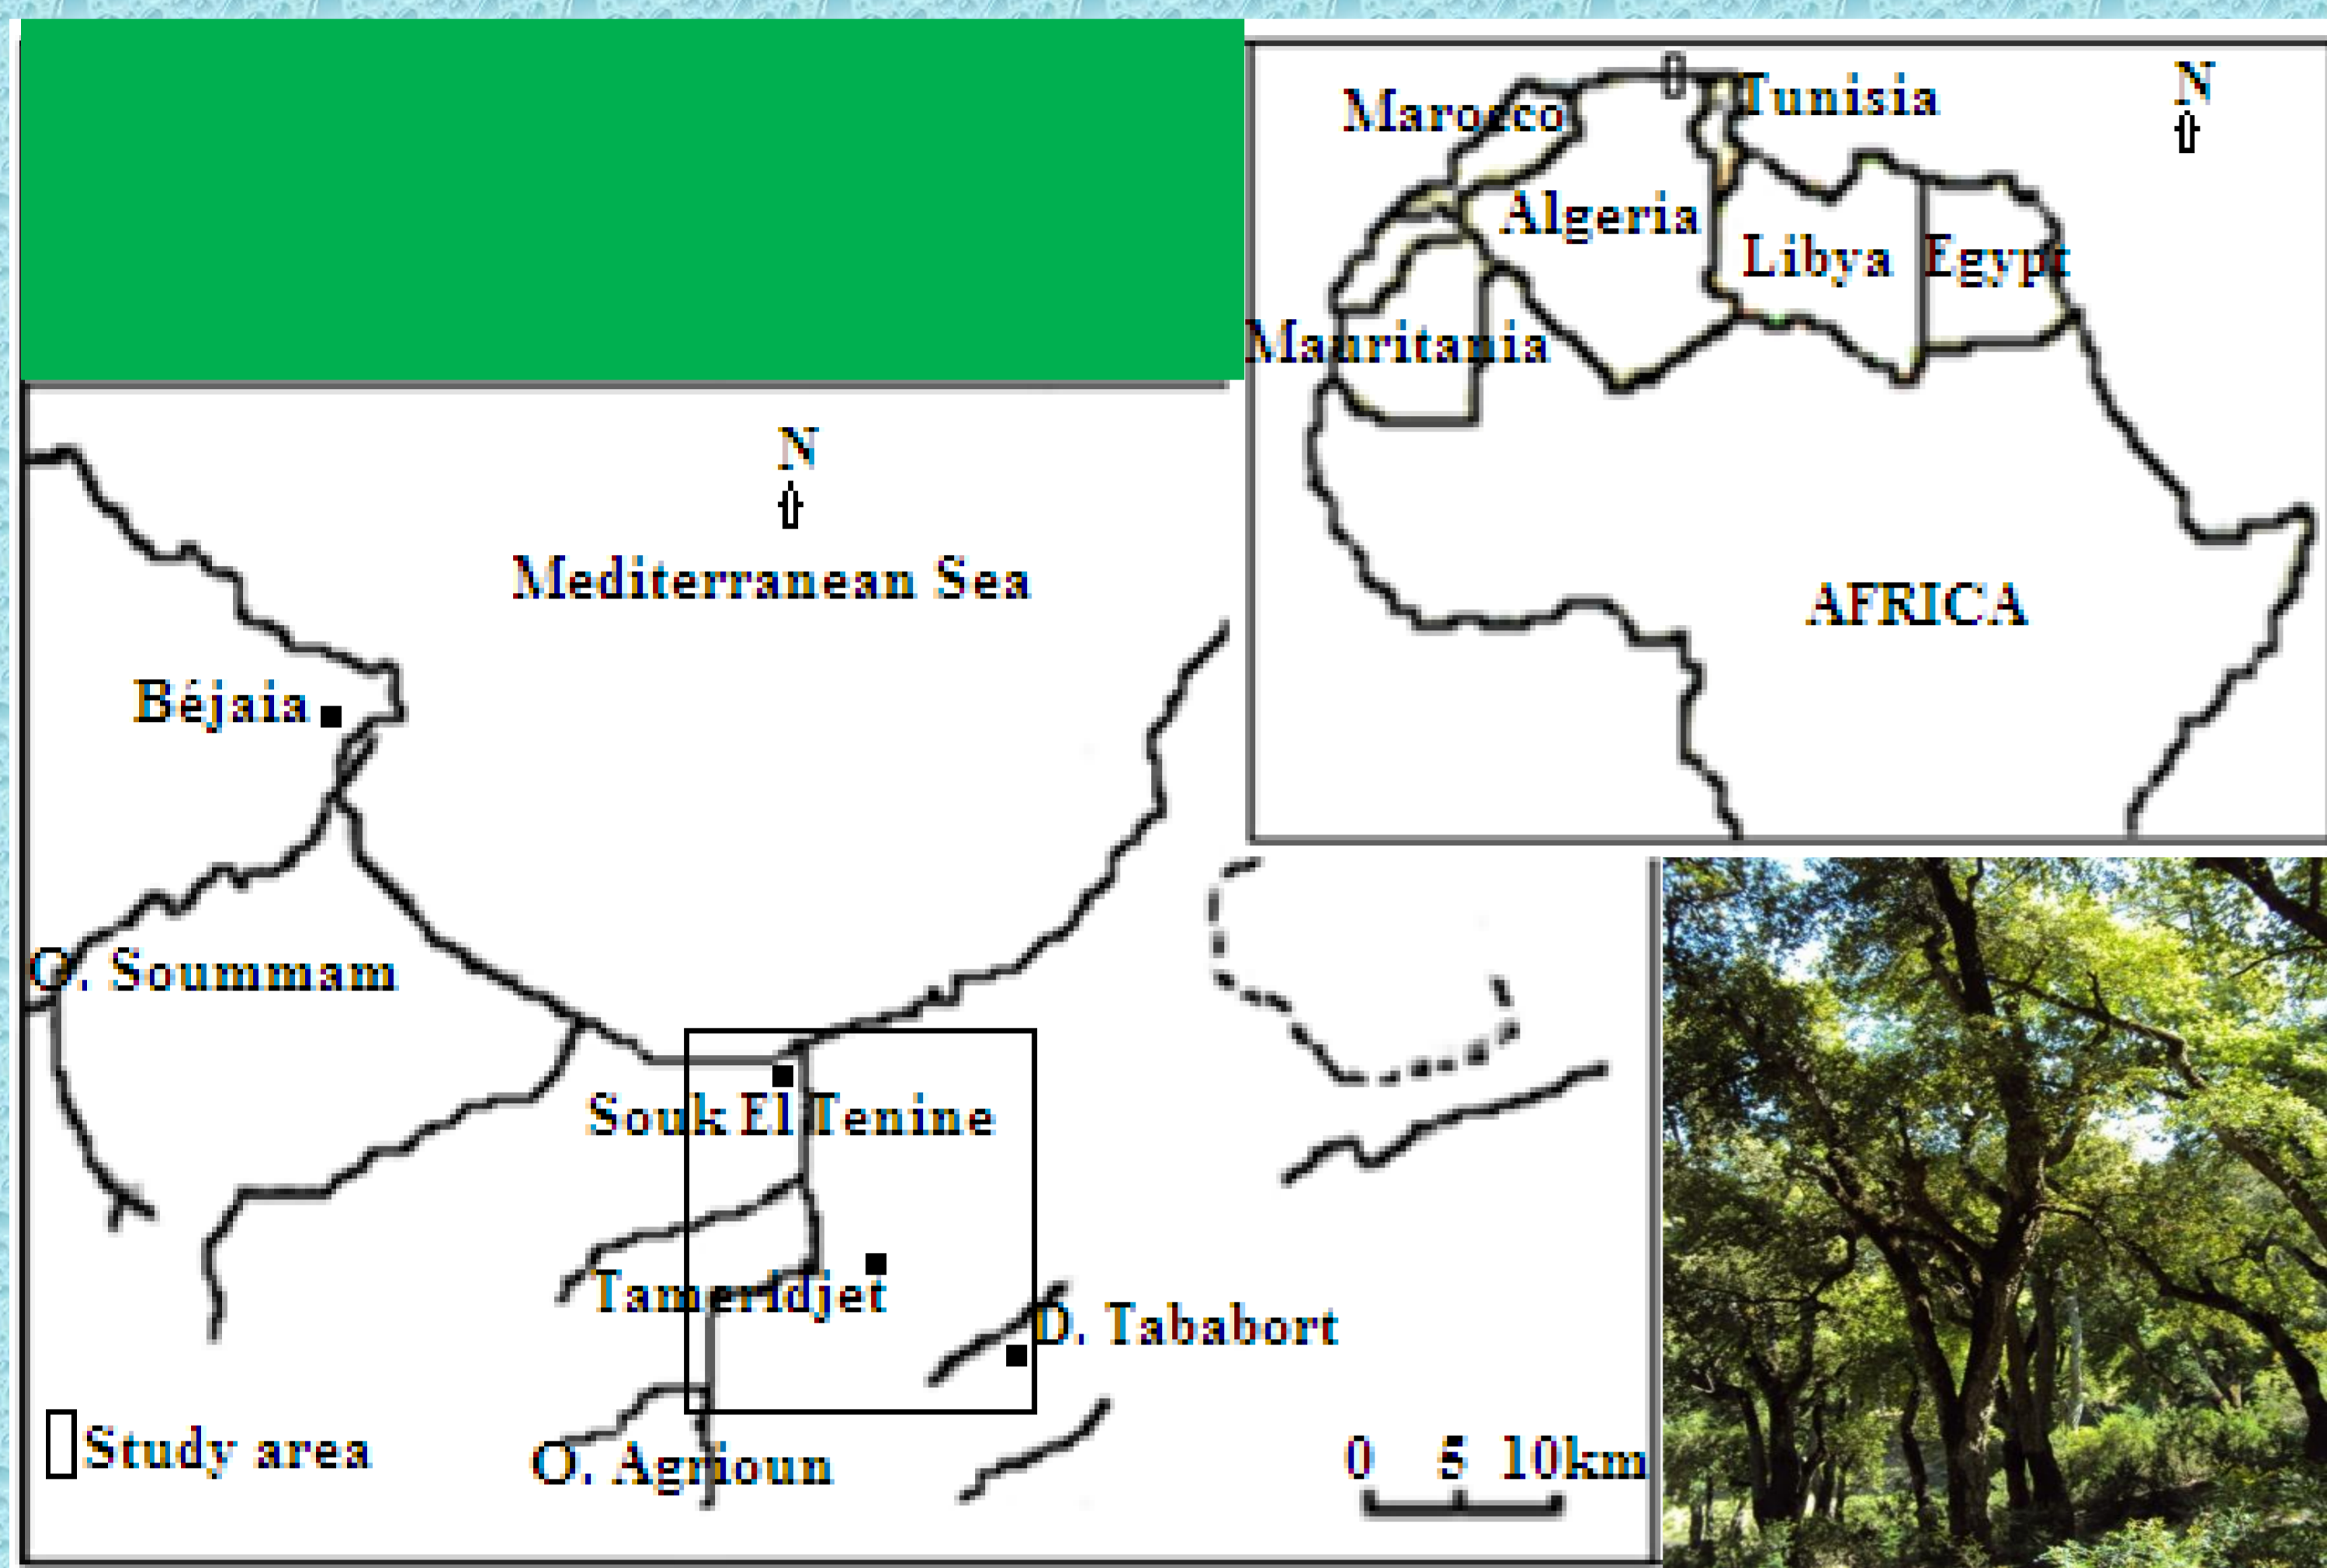 N
Marocco
Tunisia
Algeria
Libya
Egypt
Mauritania
AFRICA
N
Mediterranean Sea
Béjaia
O. Soummam
Souk El Tenine
Tameridjet
D. Tababort
Study area
O. Agrioun
0 5 10km